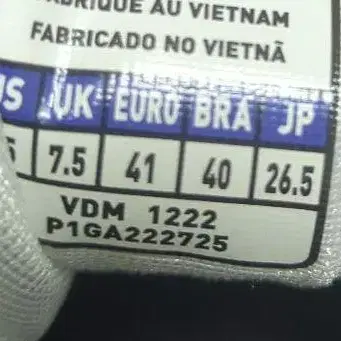 FABRIQUÉ AU VIETNAM
FABRICADO NO VIETNÃ
US UK EURO BRA JP
7.5 41 40 26.5
VDM 1222
P1GA222725